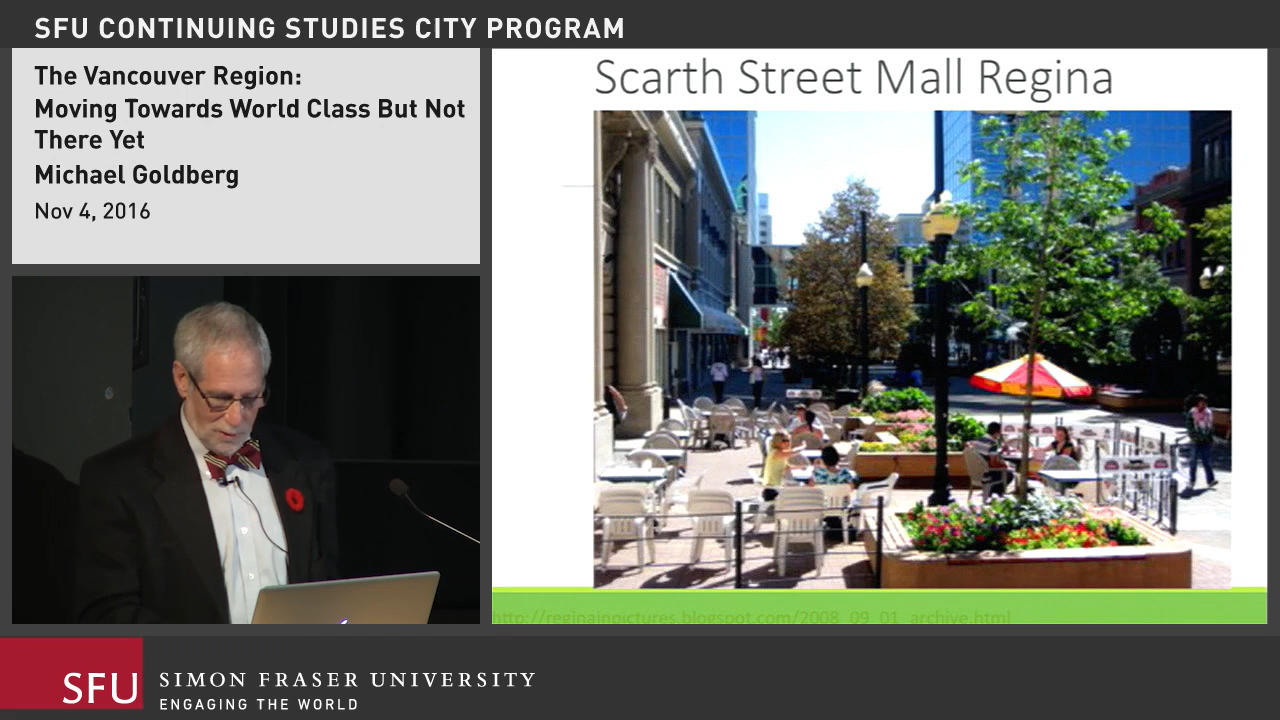 SFU CONTINUING STUDIES CITY PROGRAM
The Vancouver Region:
Moving Towards World Class But Not
There Yet
Michael Goldberg
Nov 4, 2016
Scarth Street Mall Regina
http://reginainpictures.blogspot.com/2008_09_01_archive.html
SFU
SIMON FRASER UNIVERSITY
ENGAGING THE WORLD